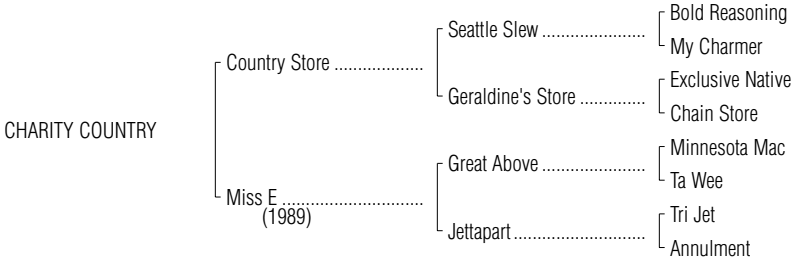 Bold Reasoning
Seattle Slew ......................
My Charmer
Country Store ...................
Exclusive Native
Geraldine's Store ..............
Chain Store
CHARITY COUNTRY
Minnesota Mac
Great Above ......................
Ta Wee
Miss E ..............................
(1989)
Tri Jet
Jettapart ............................
Annulment